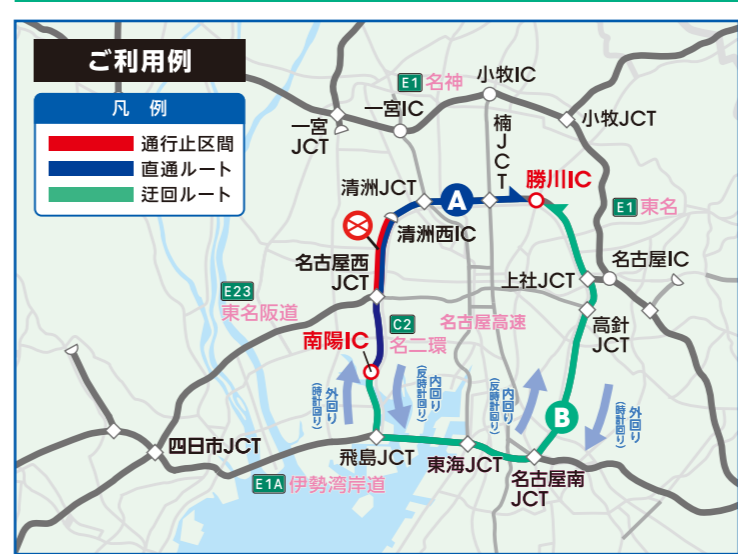 ご利用例
凡 例
通行止区間
直通ルート
迂回ルート
E1 名神
小牧IC
一宮IC
一宮
JCT
楠JCT
小牧JCT
清洲JCT
A
勝川IC
E1 東名
清洲西IC
名古屋西
JCT
上社JCT
名古屋IC
E23
東名阪道
C2
名二環
名古屋高速
高針
JCT
南陽IC
外回り
(時計回り)
内回り
(反時計回り)
内回り
(反時計回り)
外回り
(時計回り)
B
四日市JCT
飛島JCT
東海JCT
名古屋南
JCT
E1A 伊勢湾岸道